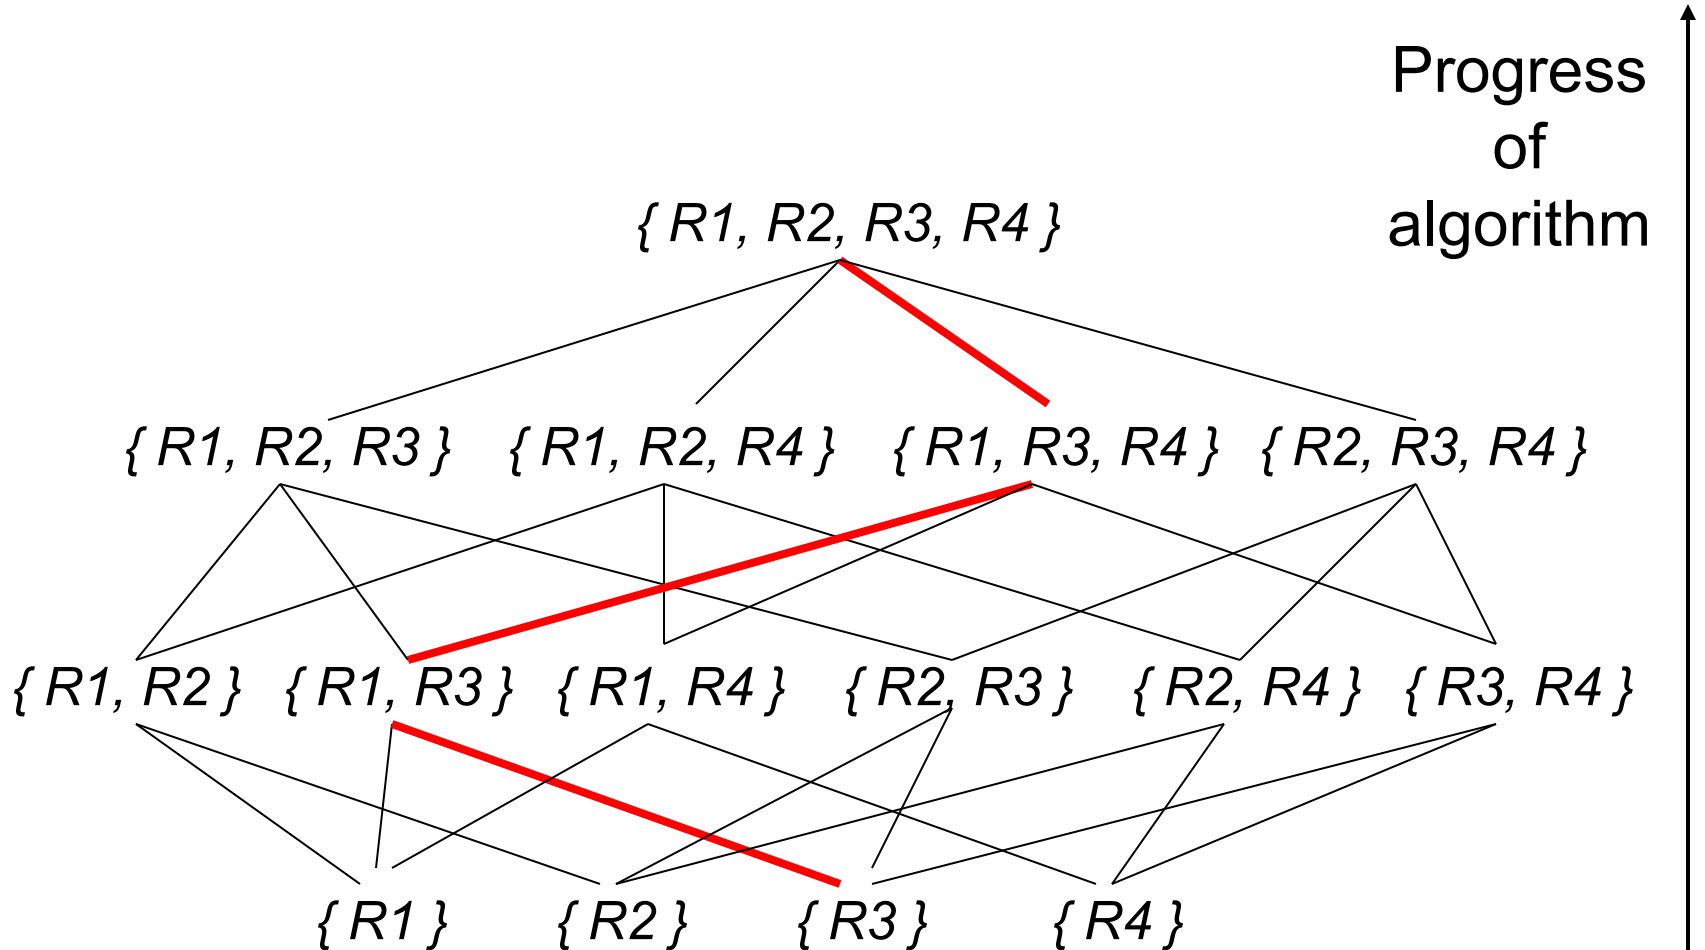 Progress
of
algorithm
{ R1, R2, R3, R4 }
{ R1, R2, R3 } { R1, R2, R4 } { R1, R3, R4 } { R2, R3, R4 }
{ R1, R2 } { R1, R3 } { R1, R4 } { R2, R3 } { R2, R4 } { R3, R4 }
{ R1 } { R2 } { R3 } { R4 }